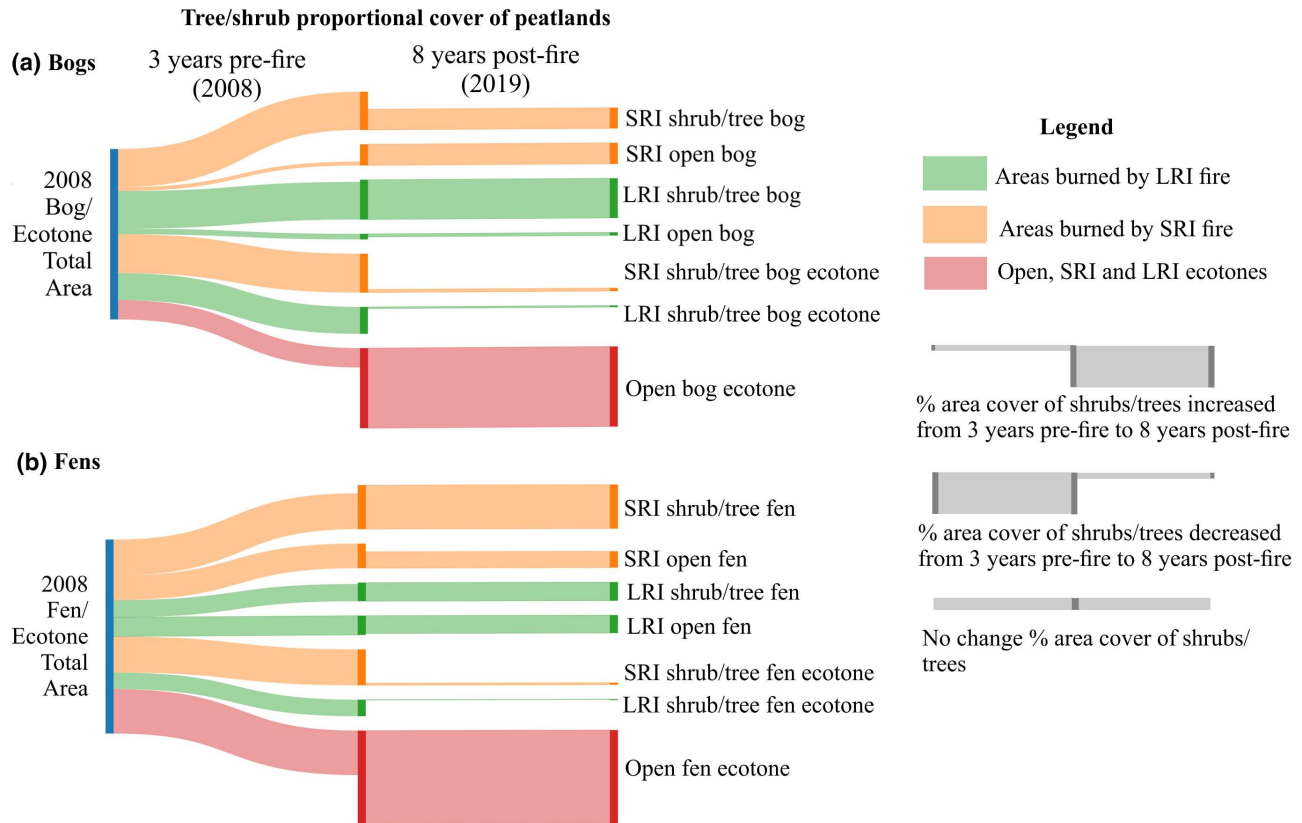 Tree/shrub proportional cover of peatlands
(a) Bogs
3 years pre-fire
(2008)
8 years post-fire
(2019)
2008
Bog/
Ecotone
Total
Area
SRI shrub/tree bog
SRI open bog
LRI shrub/tree bog
LRI open bog
SRI shrub/tree bog ecotone
LRI shrub/tree bog ecotone
Open bog ecotone
(b) Fens
2008
Fen/
Ecotone
Total
Area
SRI shrub/tree fen
SRI open fen
LRI shrub/tree fen
LRI open fen
SRI shrub/tree fen ecotone
LRI shrub/tree fen ecotone
Open fen ecotone
Legend
Areas burned by LRI fire
Areas burned by SRI fire
Open, SRI and LRI ecotones
% area cover of shrubs/trees increased
from 3 years pre-fire to 8 years post-fire
% area cover of shrubs/trees decreased
from 3 years pre-fire to 8 years post-fire
No change % area cover of shrubs/
trees